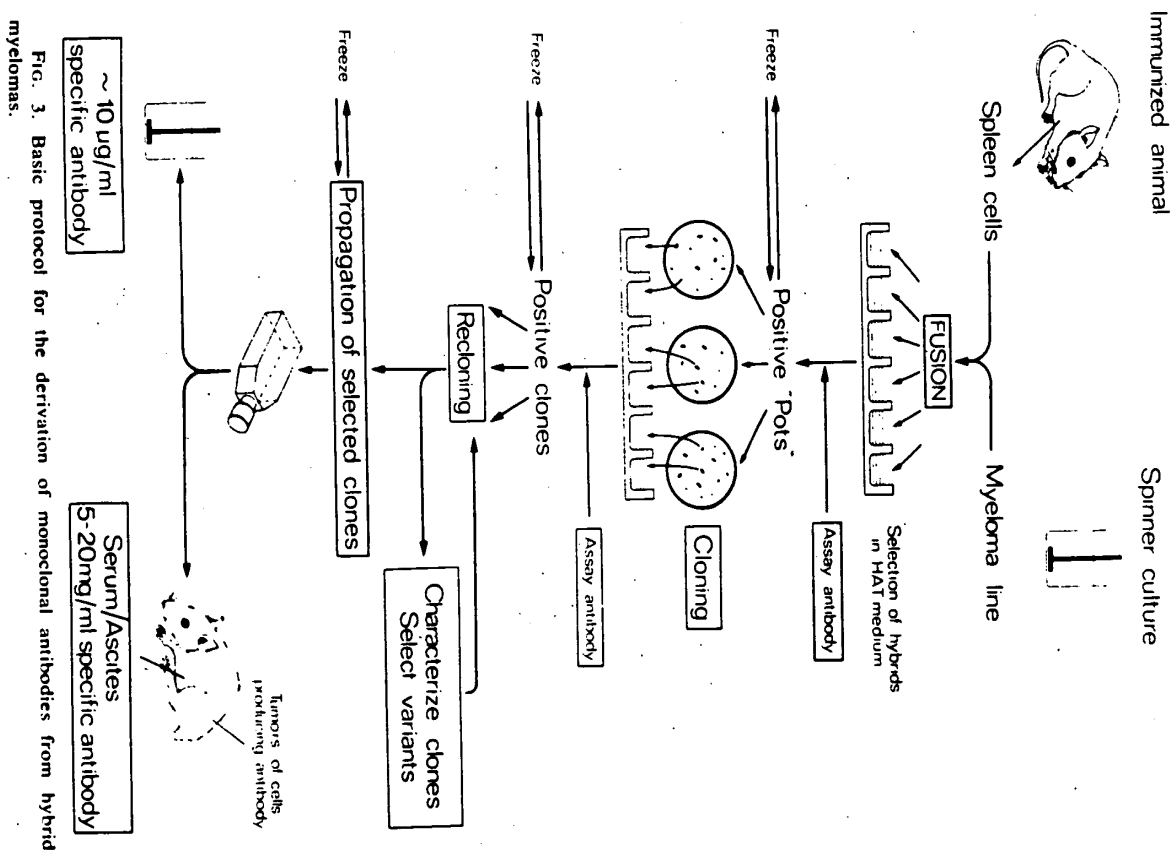 Immunized animal
Spinner culture
Spleen cells
Myeloma line
FUSION
Selection of hybrids
in HAT medium
Assay antibody
Freeze
Positive "Pots"
Cloning
Assay antibody
Freeze
Positive clones
Recloning
Characterize clones
Select variants
Freeze
Propagation of selected clones
Tumors of cells
producing antibody
~ 10 µg/ml
specific antibody
Serum/Ascites
5-20mg/ml specific antibody
FIG. 3. Basic protocol for the derivation of monoclonal antibodies from hybrid
myelomas.